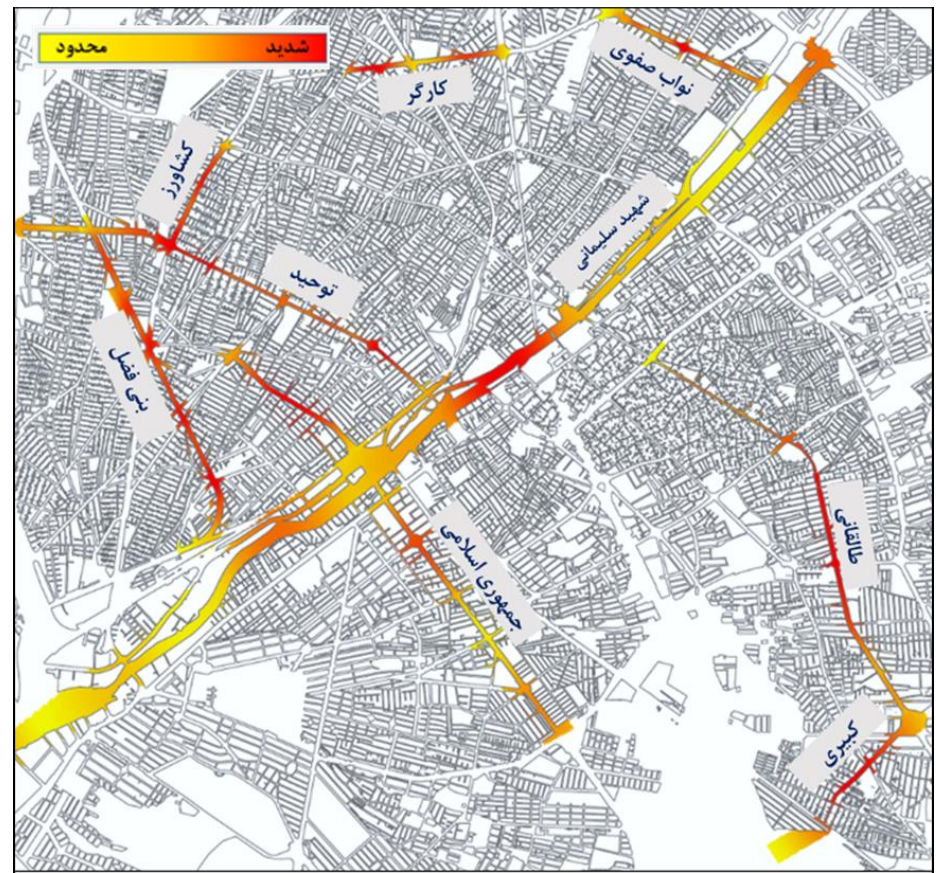 شدید
محدود
نواب صفوی
کارگر
کشاورز
شهید سلیمانی
توحید
بنی فضل
طالقانی
جمهوری اسلامی
کبیری